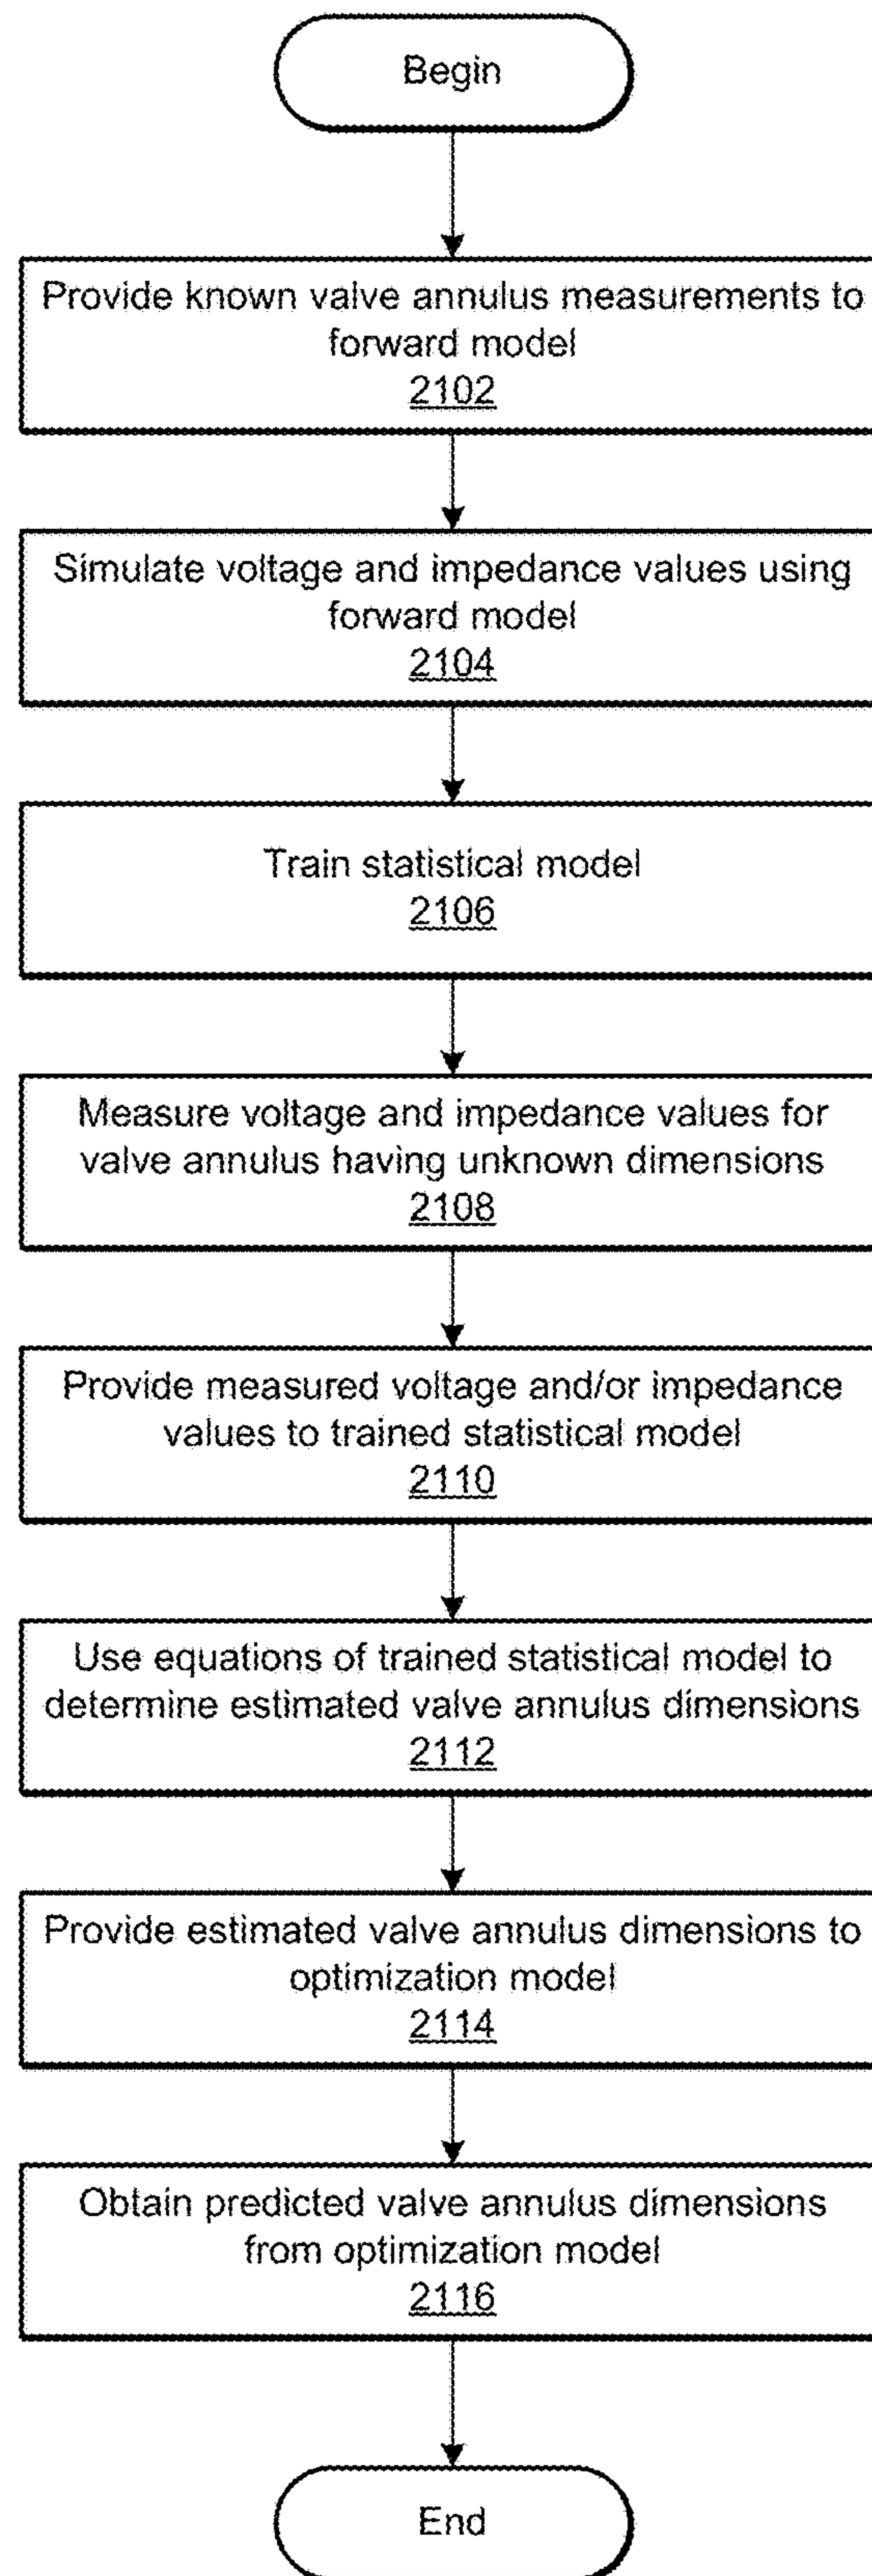 Begin
Provide known valve annulus measurements to
forward model
2102
Simulate voltage and impedance values using
forward model
2104
Train statistical model
2106
Measure voltage and impedance values for
valve annulus having unknown dimensions
2108
Provide measured voltage and/or impedance
values to trained statistical model
2110
Use equations of trained statistical model to
determine estimated valve annulus dimensions
2112
Provide estimated valve annulus dimensions to
optimization model
2114
Obtain predicted valve annulus dimensions
from optimization model
2116
End